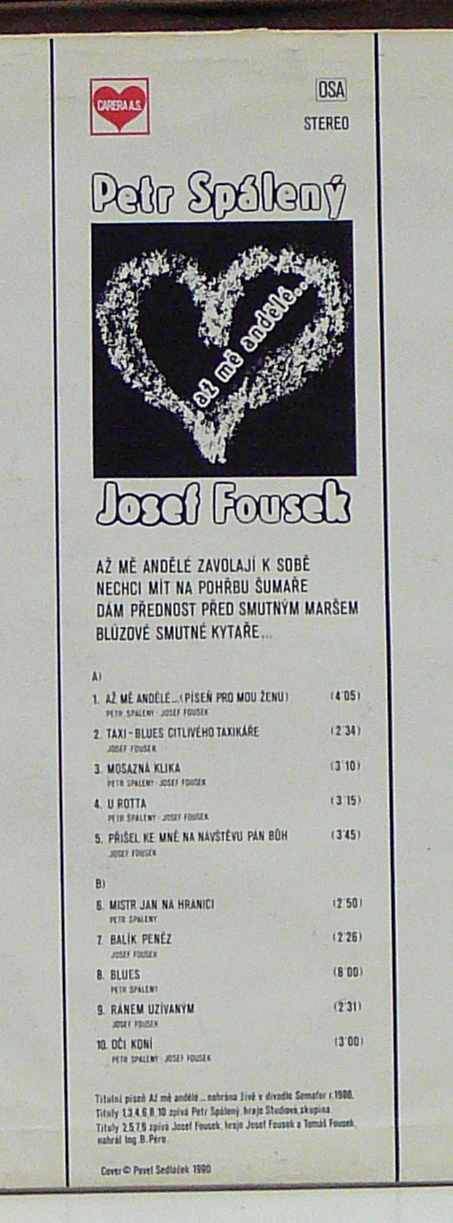 CARERA A.S.
OSA
STEREO
Petr Spálený
až mě andělé...
Josef Fousek
AŽ MĚ ANDĚLÉ ZAVOLAJÍ K SOBĚ
NECHCI MÍT NA POHŘBU ŠUMAŘE
DÁM PŘEDNOST PŘED SMUTNÝM MARŠEM
BLÚZOVÉ SMUTNÉ KYTAŘE...
A)
1. AŽ MĚ ANDĚLÉ...(PÍSEŇ PRO MOU ŽENU) (4'05)
PETR SPÁLENÝ - JOSEF FOUSEK
2. TAXI - BLUES CITLIVÉHO TAXIKÁŘE (2'34)
JOSEF FOUSEK
3. MOSAZNÁ KLIKA (3'10)
PETR SPÁLENÝ - JOSEF FOUSEK
4. U ROTTA (3'15)
PETR SPÁLENÝ - JOSEF FOUSEK
5. PŘIŠEL KE MNĚ NA NÁVŠTĚVU PÁN BŮH (3'45)
JOSEF FOUSEK
B)
6. MISTR JAN NA HRANICI (2'50)
PETR SPÁLENÝ
7. BALÍK PENĚZ (2'26)
JOSEF FOUSEK
8. BLUES (8'00)
PETR SPÁLENÝ
9. RÁNEM UŽÍVANÝM (2'31)
JOSEF FOUSEK
10. OČI KONÍ (3'00)
PETR SPÁLENÝ - JOSEF FOUSEK
Titulní píseň Až mě andělé... nahrána živě v divadle Semafor r. 1988.
Tituly 1,3,4,6,8,10 zpívá Petr Spálený, hraje Studiová skupina.
Tituly 2,5,7,9 zpívá Josef Fousek, hraje Josef Fousek a Tomáš Fousek,
nahrál Ing. B. Péru.
Cover © Pavel Sedláček 1990